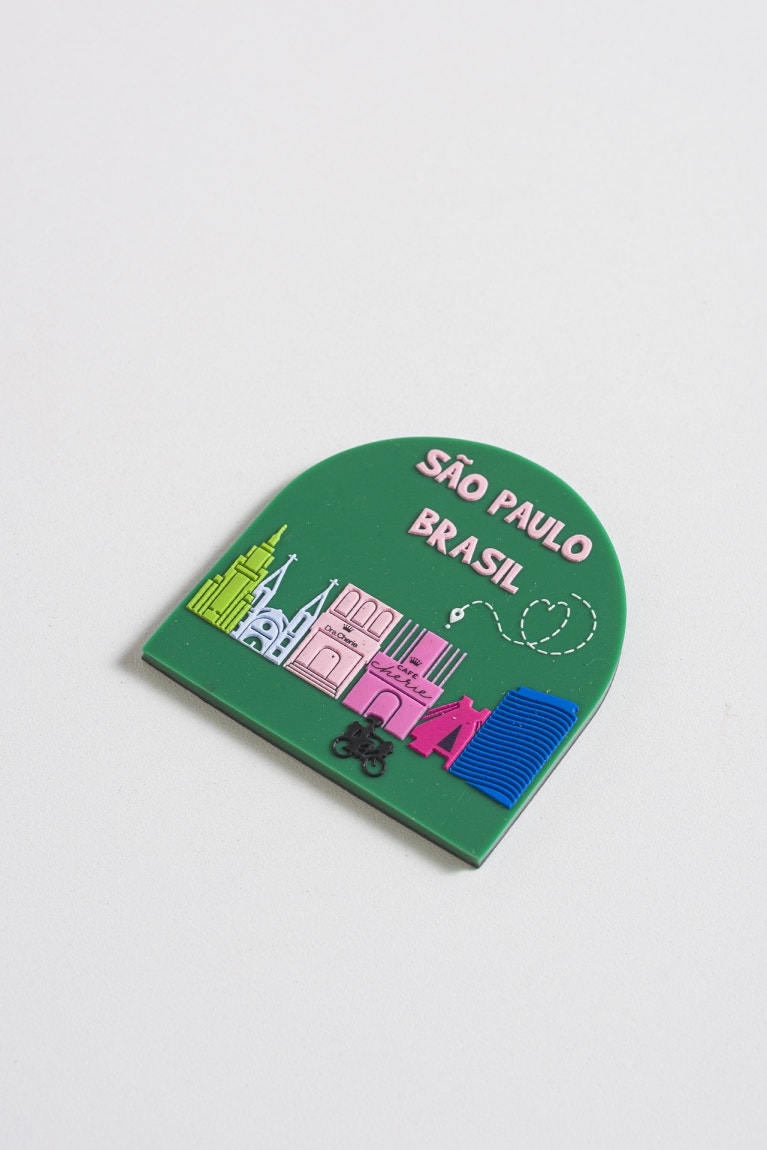 SÃO PAULO
BRASIL
Dra.Cherie
CAFÉ
cherie